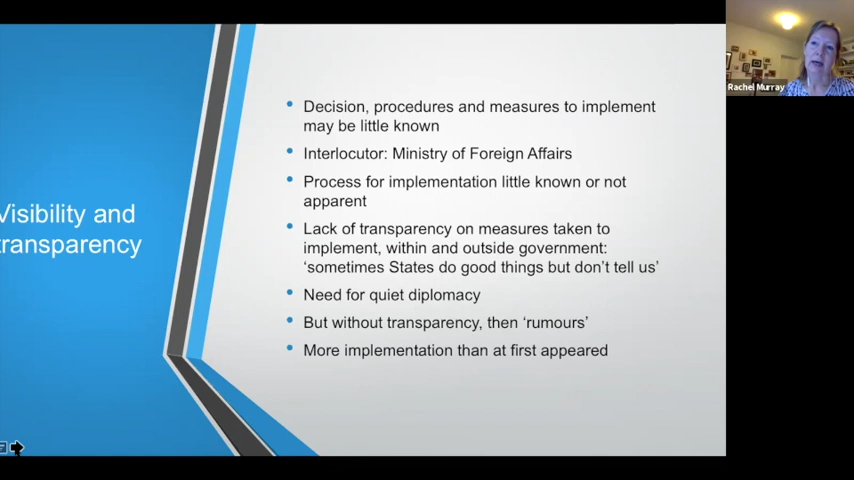 Rachel Murray
Visibility and
transparency
Decision, procedures and measures to implement
may be little known
Interlocutor: Ministry of Foreign Affairs
Process for implementation little known or not
apparent
Lack of transparency on measures taken to
implement, within and outside government:
‘sometimes States do good things but don’t tell us’
Need for quiet diplomacy
But without transparency, then ‘rumours’
More implementation than at first appeared